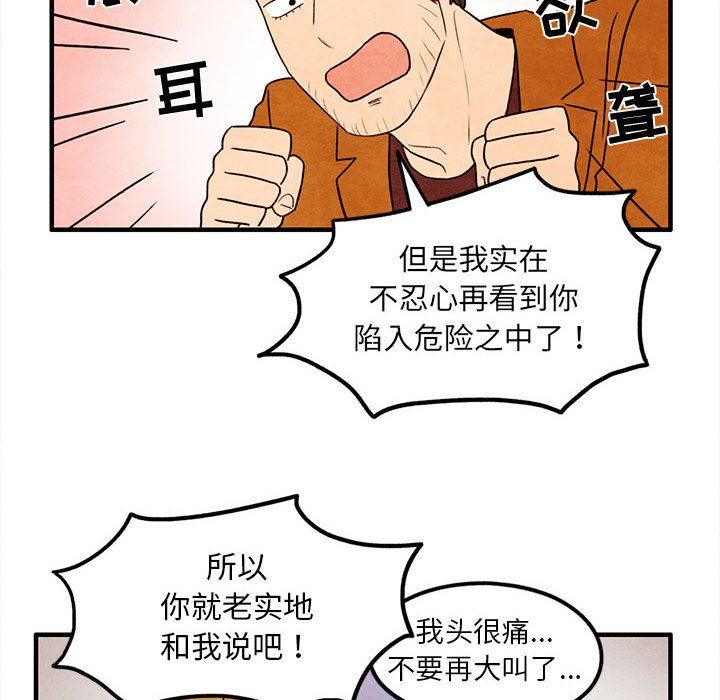 耳
欲
聋
但是我实在
不忍心再看到你
陷入危险之中了！
所以
你就老实地
和我说吧！
我头很痛...
不要再大叫了...